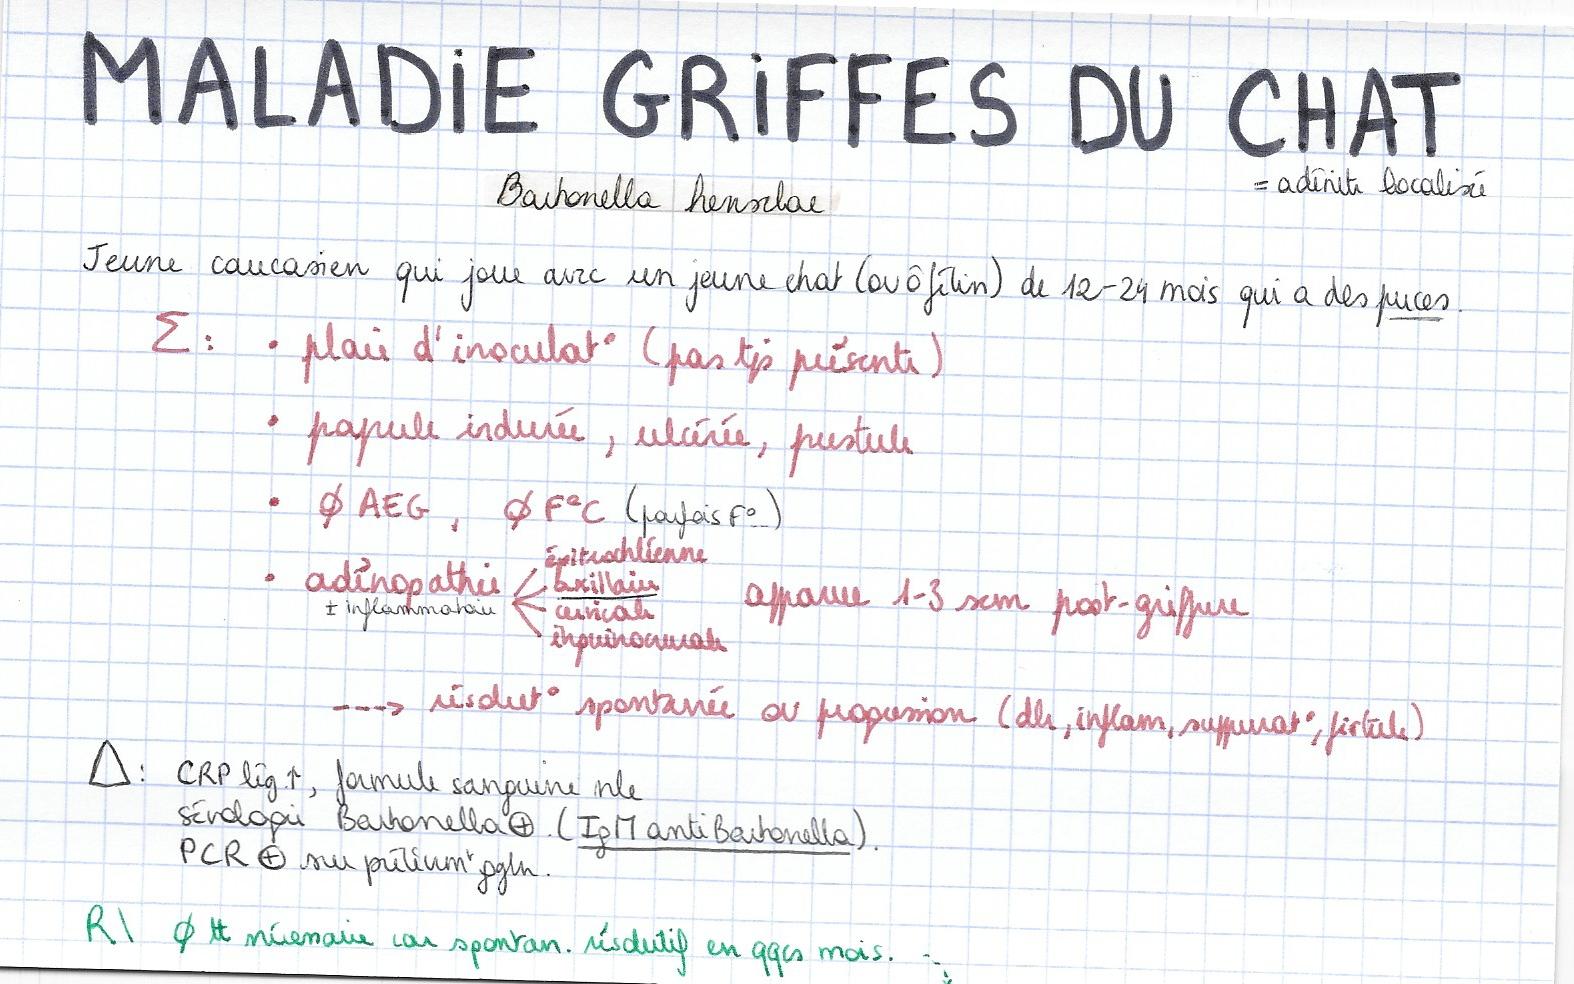 MALADiE GRiFFES DU CHAT
= adénite localisée
Bartonella henselae
Jeune caucasien qui joue avec un jeune chat (ou ô félin) de 12-24 mois qui a des puces.
Σ : • plaie d'inoculat° (pas tjs présente)
• papule indurée, ulcérée, pustule
• ∅ AEG, ∅ F°C (parfois F°)
• adénopathie
± inflammatoire
épitrochléenne
axillaire
cervicale
inguinocrurale
apparue 1-3 sem post-griffure
---> résolut° spontanée ou progression (dlr, inflam, suppurat°, fistule)
Δ : CRP lég ↑, formule sanguine nle
sérologie Bartonella ⊕. (IgM anti Bartonella).
PCR ⊕ sur prélèvmt ggln.
R\ ∅ tt nécessaire car spontan. résolutif en qqes mois.